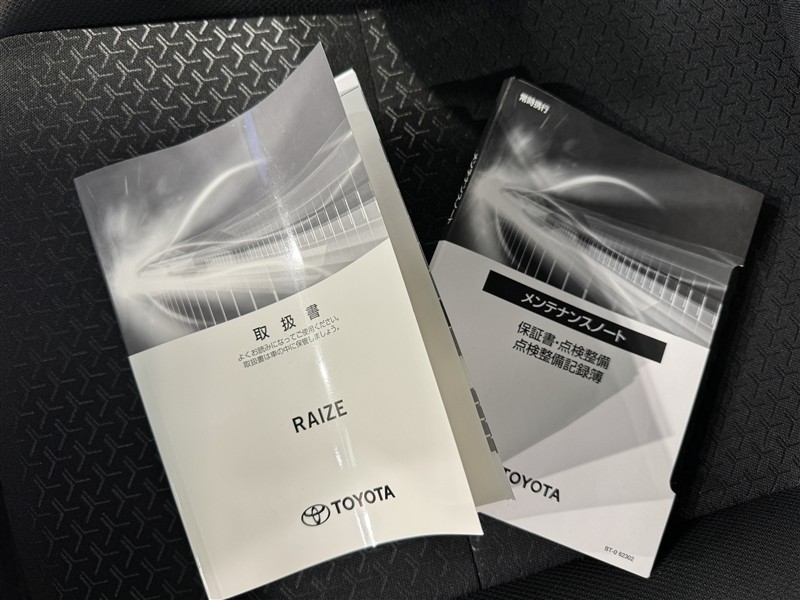 取扱書
よくお読みになってご使用ください。
取扱書は車の中に保管しましょう。
RAIZE
TOYOTA
常時携行
メンテナンスノート
保証書・点検整備
点検整備記録簿
TOYOTA
BT-0 62302